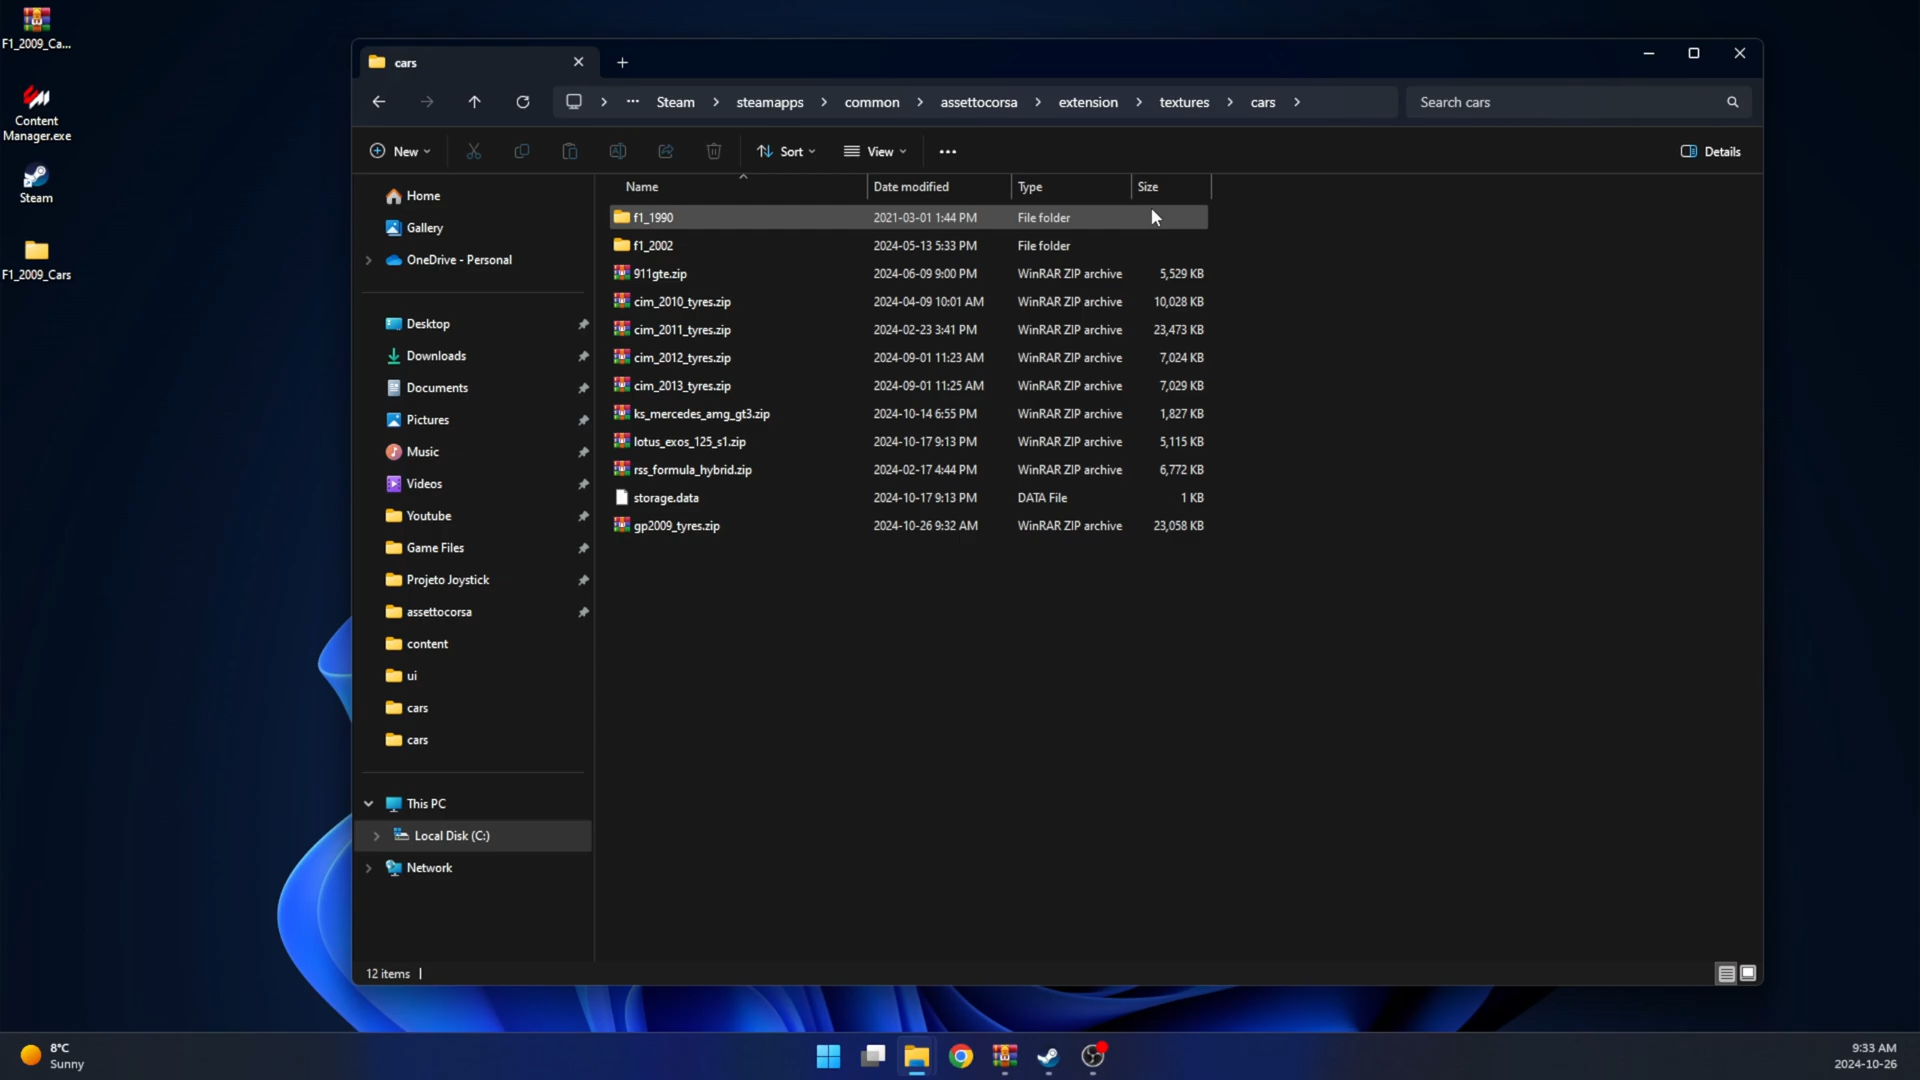 F1_2009_Ca...
Content
Manager.exe
Steam
F1_2009_Cars
cars
Steam
steamapps
common
assettocorsa
extension
textures
cars
Search cars
New
Sort
View
Details
Home
Gallery
OneDrive - Personal
Desktop
Downloads
Documents
Pictures
Music
Videos
Youtube
Game Files
Projeto Joystick
assettocorsa
content
ui
cars
cars
This PC
Local Disk (C:)
Network
Name Date modified Type Size
f1_1990 2021-03-01 1:44 PM File folder
f1_2002 2024-05-13 5:33 PM File folder
911gte.zip 2024-06-09 9:00 PM WinRAR ZIP archive 5,529 KB
cim_2010_tyres.zip 2024-04-09 10:01 AM WinRAR ZIP archive 10,028 KB
cim_2011_tyres.zip 2024-02-23 3:41 PM WinRAR ZIP archive 23,473 KB
cim_2012_tyres.zip 2024-09-01 11:23 AM WinRAR ZIP archive 7,024 KB
cim_2013_tyres.zip 2024-09-01 11:25 AM WinRAR ZIP archive 7,029 KB
ks_mercedes_amg_gt3.zip 2024-10-14 6:55 PM WinRAR ZIP archive 1,827 KB
lotus_exos_125_s1.zip 2024-10-17 9:13 PM WinRAR ZIP archive 5,115 KB
rss_formula_hybrid.zip 2024-02-17 4:44 PM WinRAR ZIP archive 6,772 KB
storage.data 2024-10-17 9:13 PM DATA File 1 KB
gp2009_tyres.zip 2024-10-26 9:32 AM WinRAR ZIP archive 23,058 KB
12 items
8°C
Sunny
9:33 AM
2024-10-26